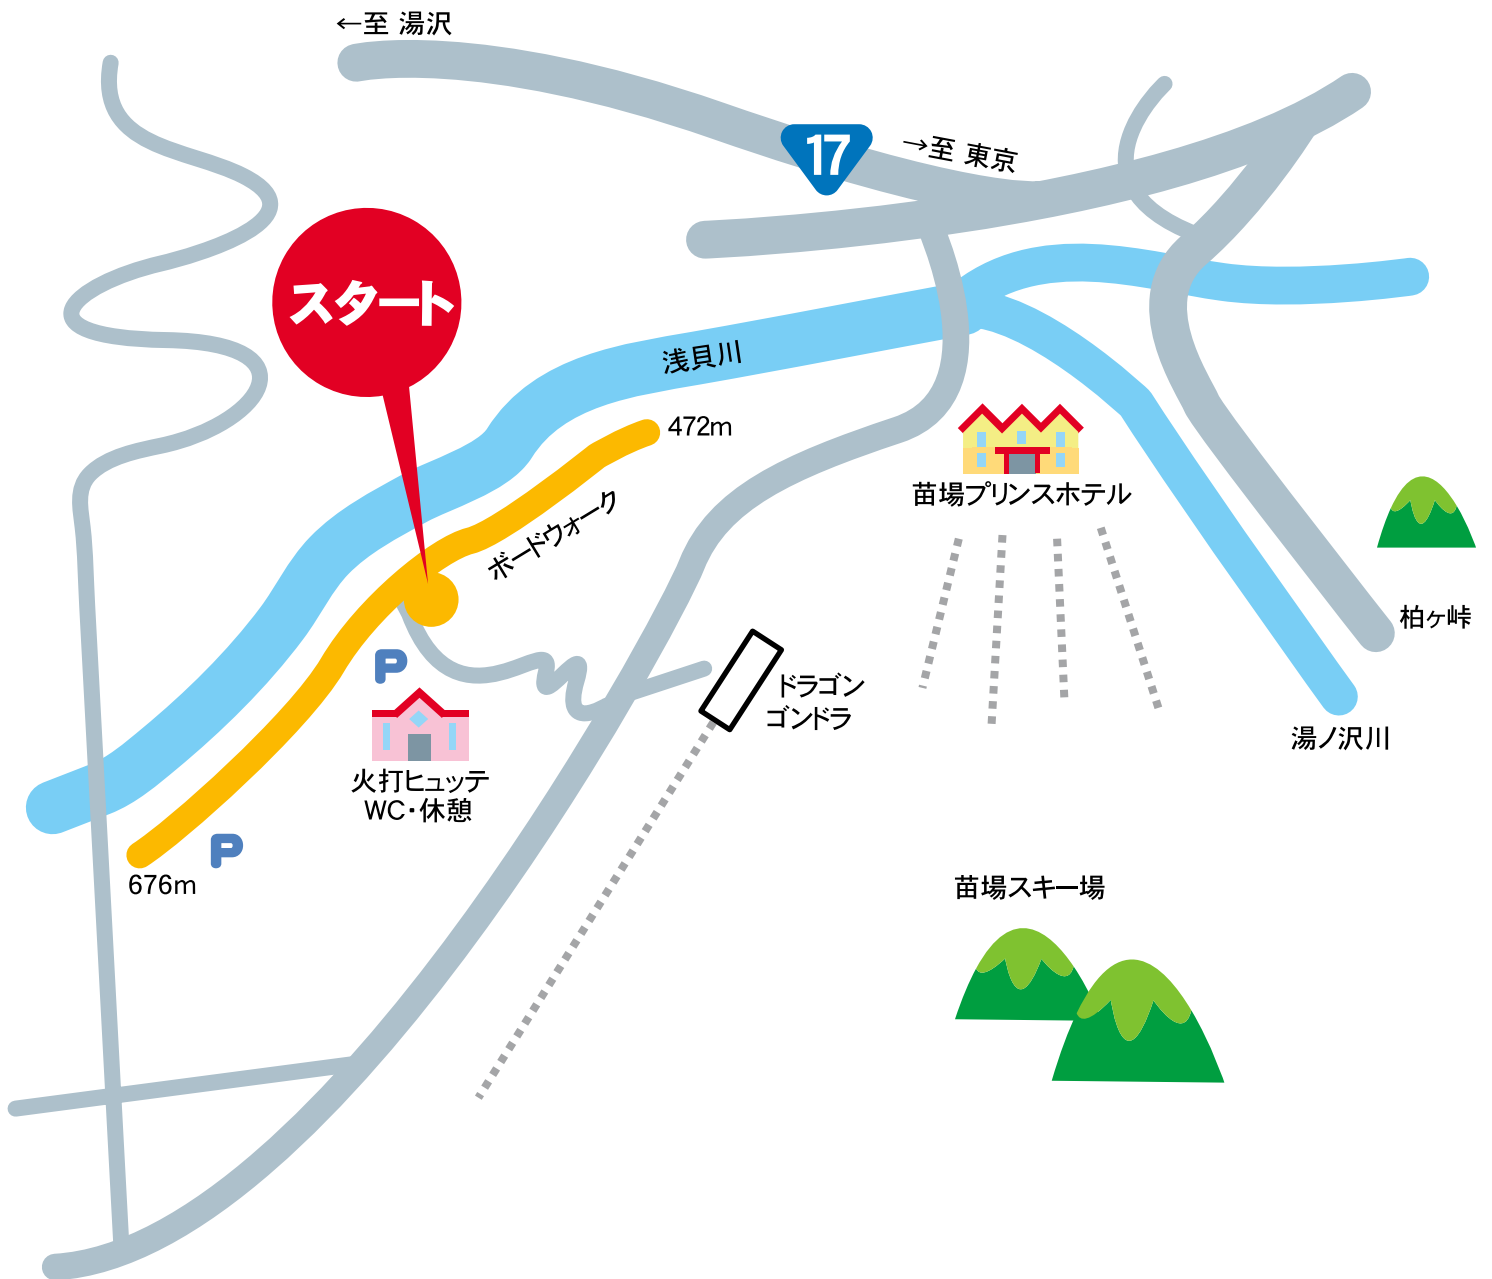 ←至 湯沢
17
→至 東京
スタート
浅貝川
472m
ボードウォーク
苗場プリンスホテル
柏ヶ峠
P
ドラゴン
ゴンドラ
湯ノ沢川
火打ヒュッテ
WC・休憩
P
676m
苗場スキー場